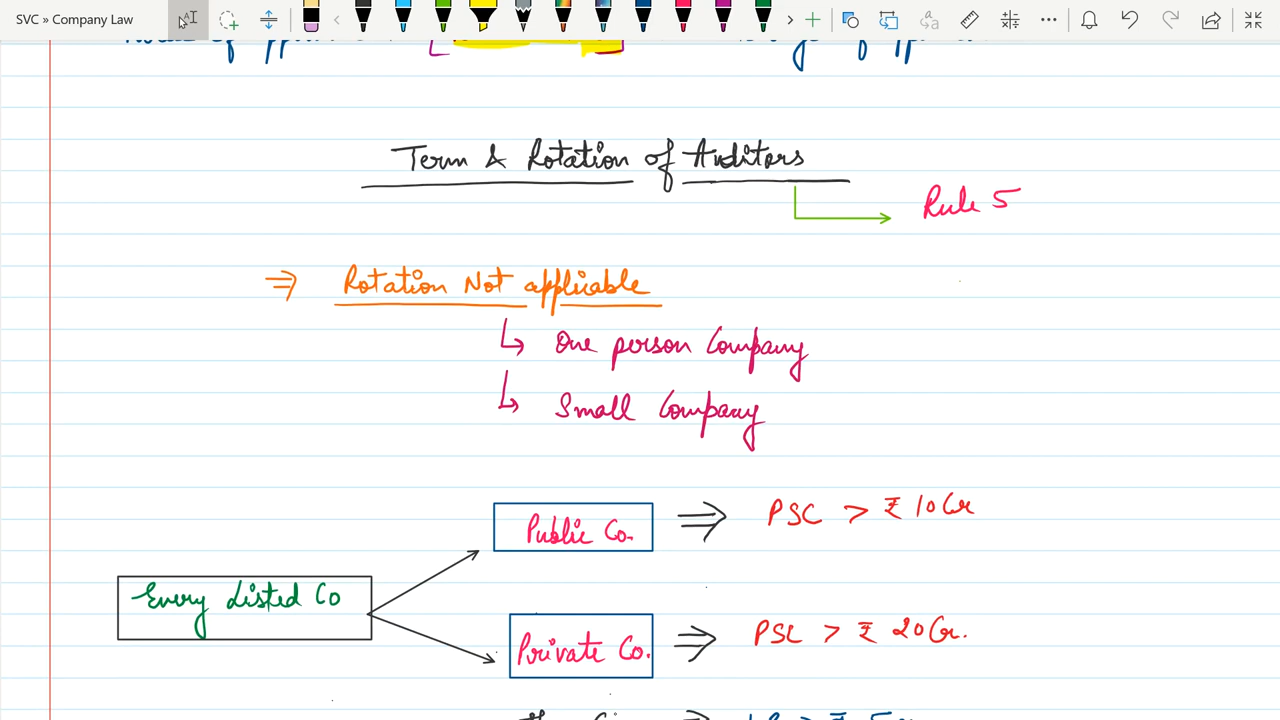 SVC » Company Law
Term & Rotation of Auditors
Rule 5
⇒ Rotation Not applicable
↳ One person Company
↳ Small Company
Public Co. ⇒ PSC > ₹ 10 Cr
Every Listed Co
Private Co. ⇒ PSC > ₹ 20 Cr.